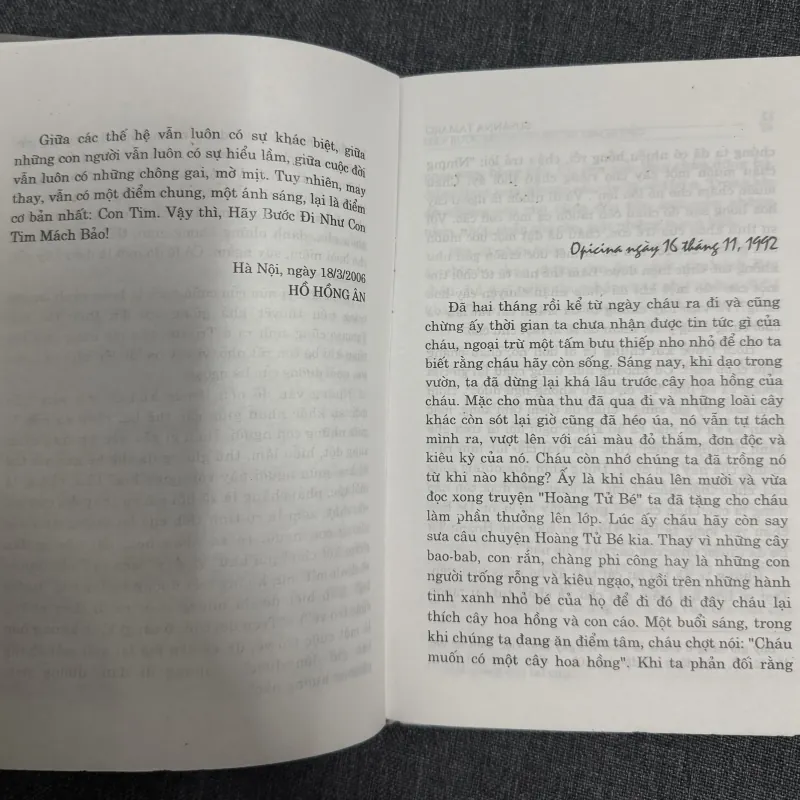 Giữa các thế hệ vẫn luôn có sự khác biệt, giữa
những con người vẫn luôn có sự hiểu lầm, giữa cuộc đời
vẫn luôn có những chông gai, mờ mịt. Tuy nhiên, may
thay, vẫn có một điểm chung, một ánh sáng, lại là điểm
cơ bản nhất: Con Tim. Vậy thì, Hãy Bước Đi Như Con
Tim Mách Bảo!
Hà Nội, ngày 18/3/2006
HỒ HỒNG ÂN
Opicina ngày 16 tháng 11, 1992
Đã hai tháng rồi kể từ ngày cháu ra đi và cũng
chừng ấy thời gian ta chưa nhận được tin tức gì của
cháu, ngoại trừ một tấm bưu thiếp nho nhỏ để cho ta
biết rằng cháu hãy còn sống. Sáng nay, khi dạo trong
vườn, ta đã dừng lại khá lâu trước cây hoa hồng của
cháu. Mặc cho mùa thu đã qua đi và những loài cây
khác còn sót lại giờ cũng đã héo úa, nó vẫn tự tách
mình ra, vượt lên với cái màu đỏ thắm, đơn độc và
kiêu kỳ của nó. Cháu còn nhớ chúng ta đã trồng nó
từ khi nào không? Ấy là khi cháu lên mười và vừa
đọc xong truyện "Hoàng Tử Bé" ta đã tặng cho cháu
làm phần thưởng lên lớp. Lúc ấy cháu hãy còn say
sưa câu chuyện Hoàng Tử Bé kia. Thay vì những cây
bao-bab, con rắn, chàng phi công hay là những con
người trống rỗng và kiêu ngạo, ngồi trên những hành
tinh xanh nhỏ bé của họ để đi đó đi đây cháu lại
thích cây hoa hồng và con cáo. Một buổi sáng, trong
khi chúng ta đang ăn điểm tâm, cháu chợt nói: "Cháu
muốn có một cây hoa hồng". Khi ta phản đối rằng